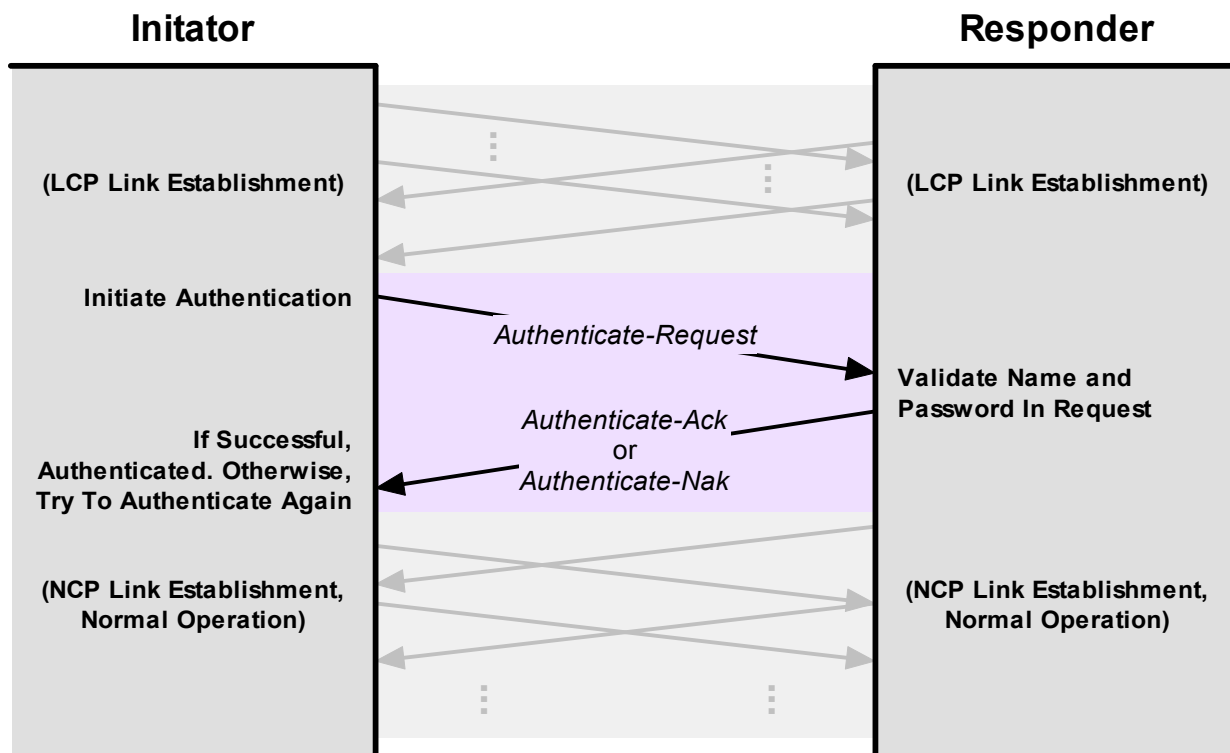 Initator
Responder
(LCP Link Establishment)
(LCP Link Establishment)
Initiate Authentication
Authenticate-Request
Validate Name and
Password In Request
Authenticate-Ack
or
Authenticate-Nak
If Successful,
Authenticated. Otherwise,
Try To Authenticate Again
(NCP Link Establishment,
Normal Operation)
(NCP Link Establishment,
Normal Operation)